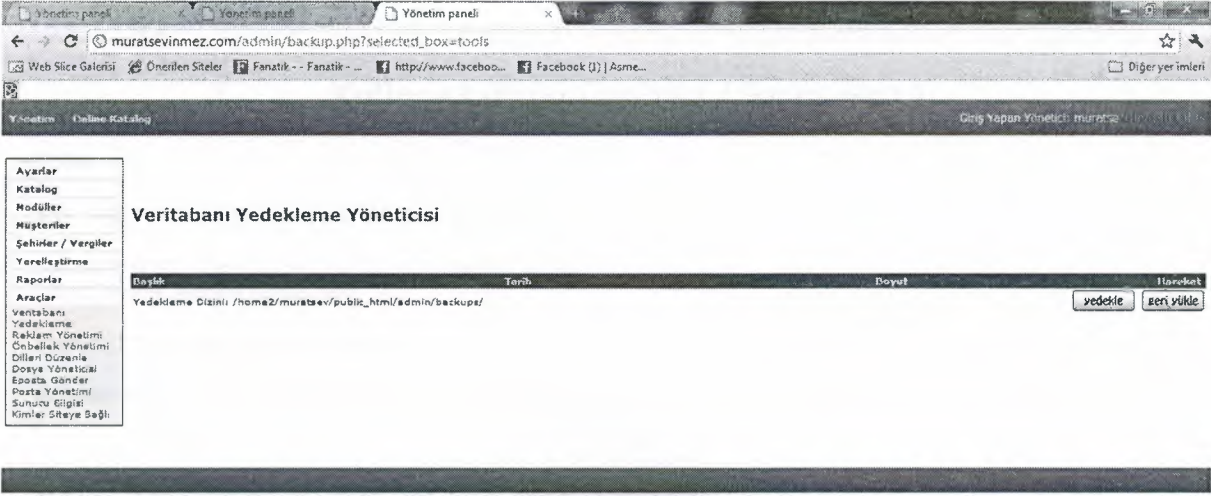 Yönetim paneli Yönetim paneli Yönetim paneli
muratsevinmez.com/admin/backup.php?selected_box=tools
Web Slice Galerisi Önerilen Siteler Fanatik - - Fanatik - ... http://www.faceboo... Facebook (1) | Asme... Diğer yer imleri
Yönetim Online Katalog Giriş Yapan Yönetici: muratse
Ayarlar
Katalog
Modüller
Müşteriler
Şehirler / Vergiler
Yerelleştirme
Raporlar
Araçlar
Veritabanı
Yedekleme
Reklam Yönetimi
Önbellek Yönetimi
Dilleri Düzenle
Dosya Yöneticisi
Eposta Gönder
Posta Yönetimi
Sunucu Bilgisi
Kimler Siteye Bağlı
Veritabanı Yedekleme Yöneticisi
Başlık Tarih Boyut Hareket
Yedekleme Dizini: /home2/muratsev/public_html/admin/backups/ yedekle geri yükle